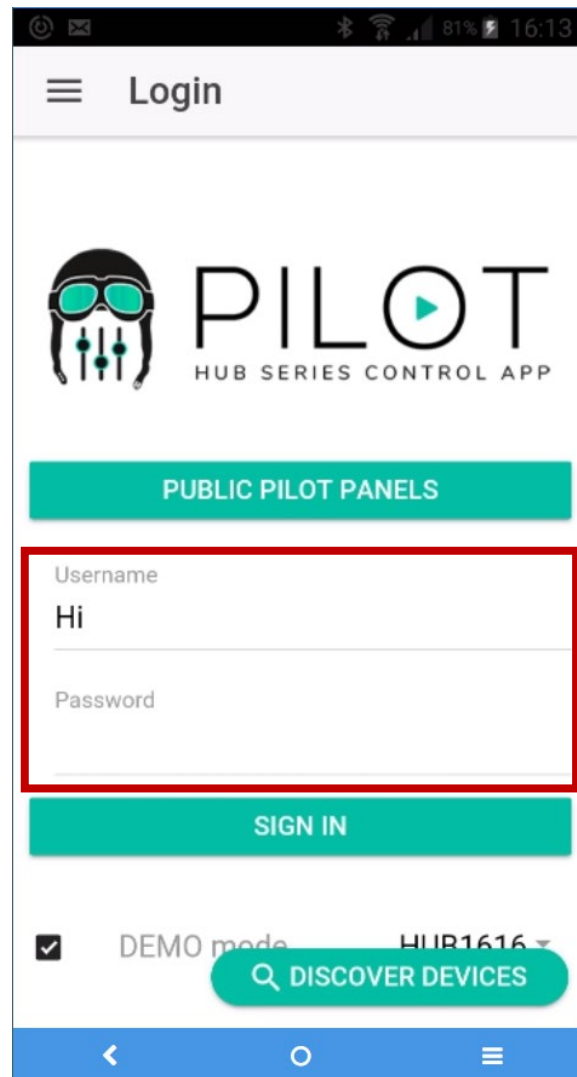 81% 16:13
Login
PILOT
HUB SERIES CONTROL APP
PUBLIC PILOT PANELS
Username
Hi
Password
SIGN IN
DEMO mode HUB1616
DISCOVER DEVICES